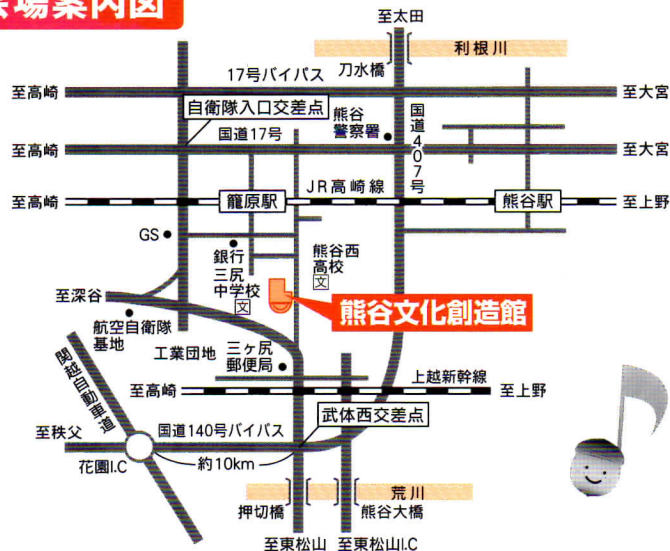 会場案内図
至太田
利根川
刀水橋
17号バイパス
至高崎
至大宮
自衛隊入口交差点
熊谷
警察署
国道407号
国道17号
至高崎
至大宮
JR高崎線
至高崎
籠原駅
熊谷駅
至上野
GS
銀行
三尻
中学校
文
熊谷西
高校
文
至深谷
熊谷文化創造館
航空自衛隊
基地
工業団地
三ヶ尻
郵便局
関越自動車道
至高崎
上越新幹線
至上野
武体西交差点
至秩父
国道140号バイパス
花園I.C
約10km
荒川
押切橋
熊谷大橋
至東松山
至東松山I.C